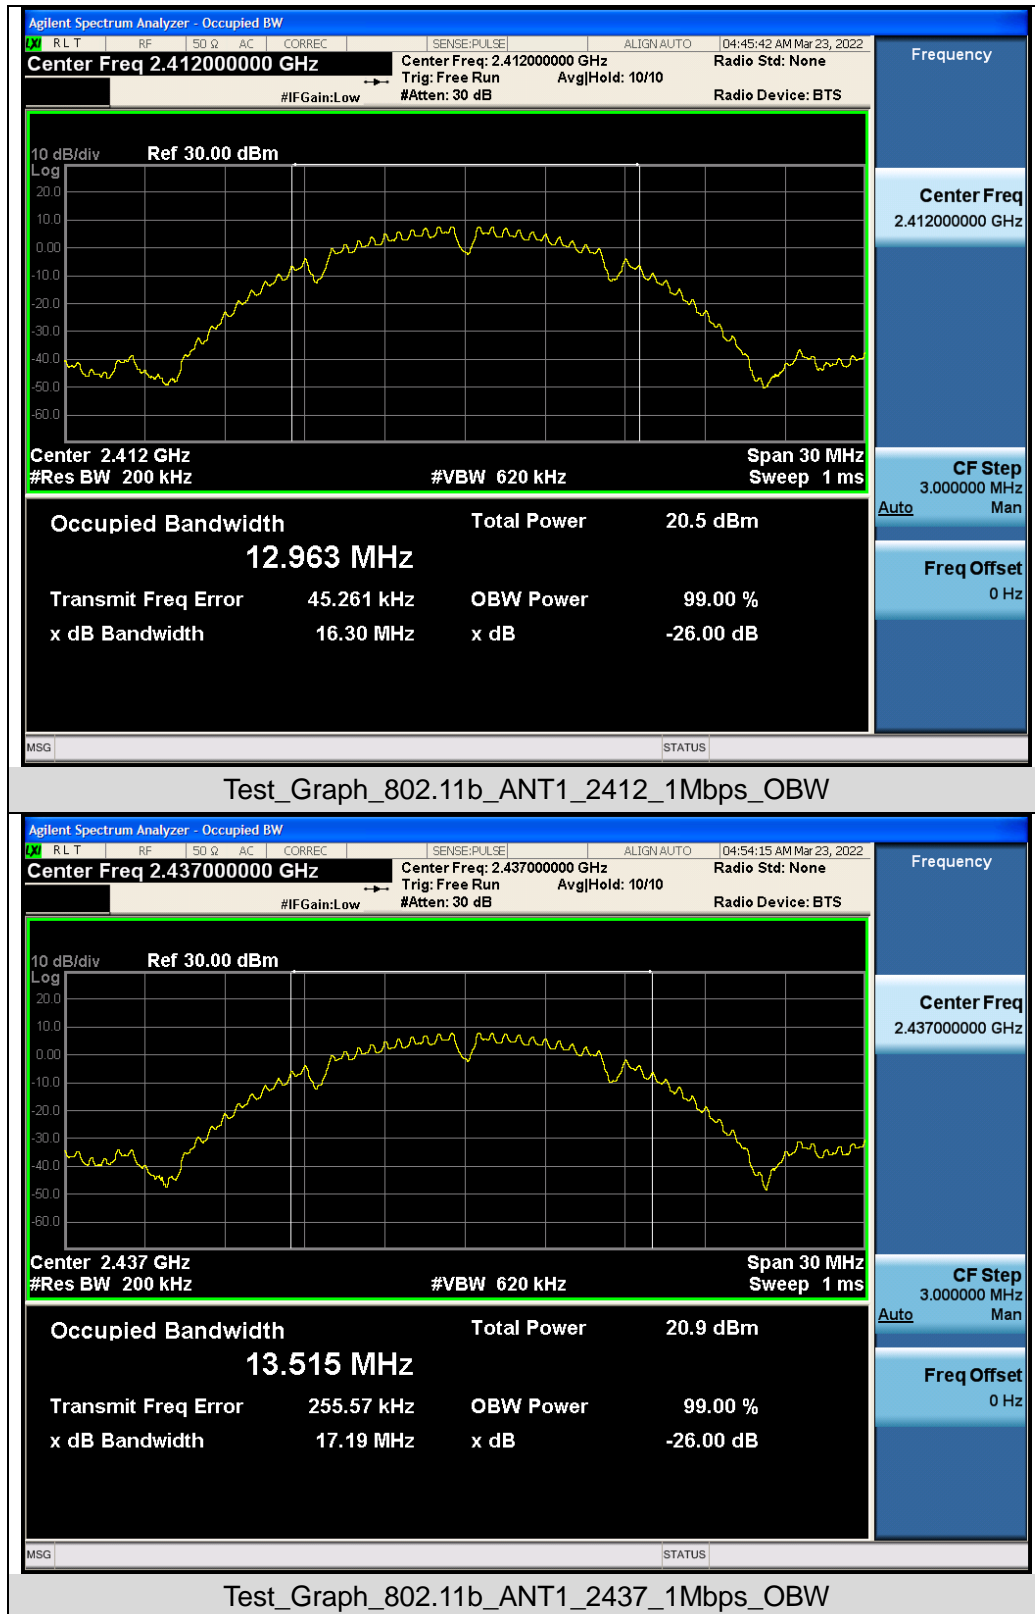 Agilent Spectrum Analyzer - Occupied BW
LXI RLT RF 50 Ω AC CORREC SENSE:PULSE ALIGN AUTO 04:45:42 AM Mar 23, 2022
Center Freq 2.412000000 GHz
Center Freq: 2.412000000 GHz Radio Std: None
Trig: Free Run Avg|Hold: 10/10
#IFGain:Low #Atten: 30 dB Radio Device: BTS
10 dB/div Ref 30.00 dBm
Log
20.0
10.0
0.00
-10.0
-20.0
-30.0
-40.0
-50.0
-60.0
Center 2.412 GHz Span 30 MHz
#Res BW 200 kHz #VBW 620 kHz Sweep 1 ms
Occupied Bandwidth Total Power 20.5 dBm
12.963 MHz
Transmit Freq Error 45.261 kHz OBW Power 99.00 %
x dB Bandwidth 16.30 MHz x dB -26.00 dB
MSG STATUS
Frequency
Center Freq
2.412000000 GHz
CF Step
3.000000 MHz
Auto Man
Freq Offset
0 Hz
Test_Graph_802.11b_ANT1_2412_1Mbps_OBW
Agilent Spectrum Analyzer - Occupied BW
LXI RLT RF 50 Ω AC CORREC SENSE:PULSE ALIGN AUTO 04:54:15 AM Mar 23, 2022
Center Freq 2.437000000 GHz
Center Freq: 2.437000000 GHz Radio Std: None
Trig: Free Run Avg|Hold: 10/10
#IFGain:Low #Atten: 30 dB Radio Device: BTS
10 dB/div Ref 30.00 dBm
Log
20.0
10.0
0.00
-10.0
-20.0
-30.0
-40.0
-50.0
-60.0
Center 2.437 GHz Span 30 MHz
#Res BW 200 kHz #VBW 620 kHz Sweep 1 ms
Occupied Bandwidth Total Power 20.9 dBm
13.515 MHz
Transmit Freq Error 255.57 kHz OBW Power 99.00 %
x dB Bandwidth 17.19 MHz x dB -26.00 dB
MSG STATUS
Frequency
Center Freq
2.437000000 GHz
CF Step
3.000000 MHz
Auto Man
Freq Offset
0 Hz
Test_Graph_802.11b_ANT1_2437_1Mbps_OBW